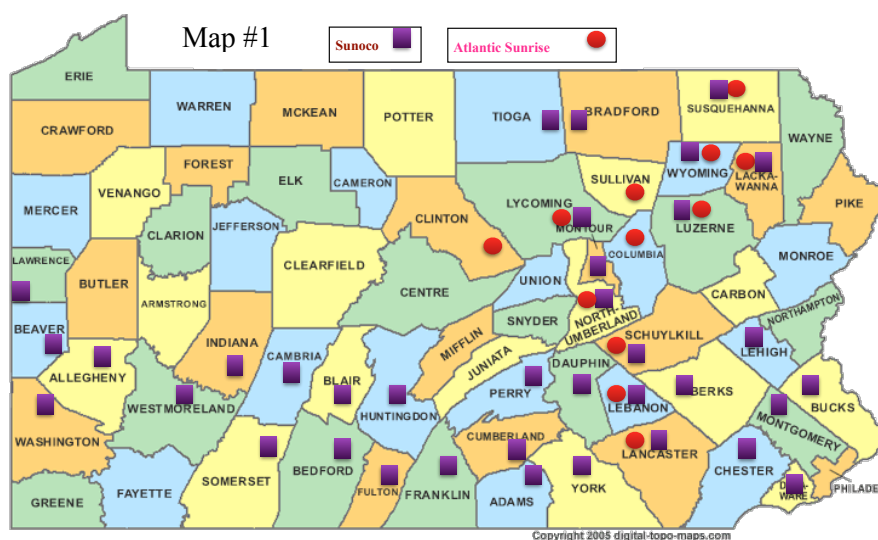 Map #1
Sunoco
Atlantic Sunrise
ERIE
WARREN
MCKEAN
POTTER
TIOGA
BRADFORD
SUSQUEHANNA
WAYNE
CRAWFORD
FOREST
ELK
CAMERON
SULLIVAN
WYOMING
LACKA-
WANNA
PIKE
VENANGO
MERCER
CLARION
JEFFERSON
CLINTON
LYCOMING
MONTOUR
COLUMBIA
LUZERNE
MONROE
LAWRENCE
BUTLER
CLEARFIELD
CENTRE
UNION
CARBON
ARMSTRONG
SNYDER
NORTH-
UMBERLAND
NORTHAMPTON
BEAVER
INDIANA
MIFFLIN
SCHUYLKILL
LEHIGH
ALLEGHENY
CAMBRIA
BLAIR
JUNIATA
DAUPHIN
WESTMORELAND
HUNTINGDON
PERRY
LEBANON
BERKS
BUCKS
WASHINGTON
CUMBERLAND
LANCASTER
MONTGOMERY
SOMERSET
BEDFORD
FULTON
FRANKLIN
ADAMS
YORK
CHESTER
GREENE
FAYETTE
WARE
PHILADE
Copyright 2005 digital-topo-maps.com